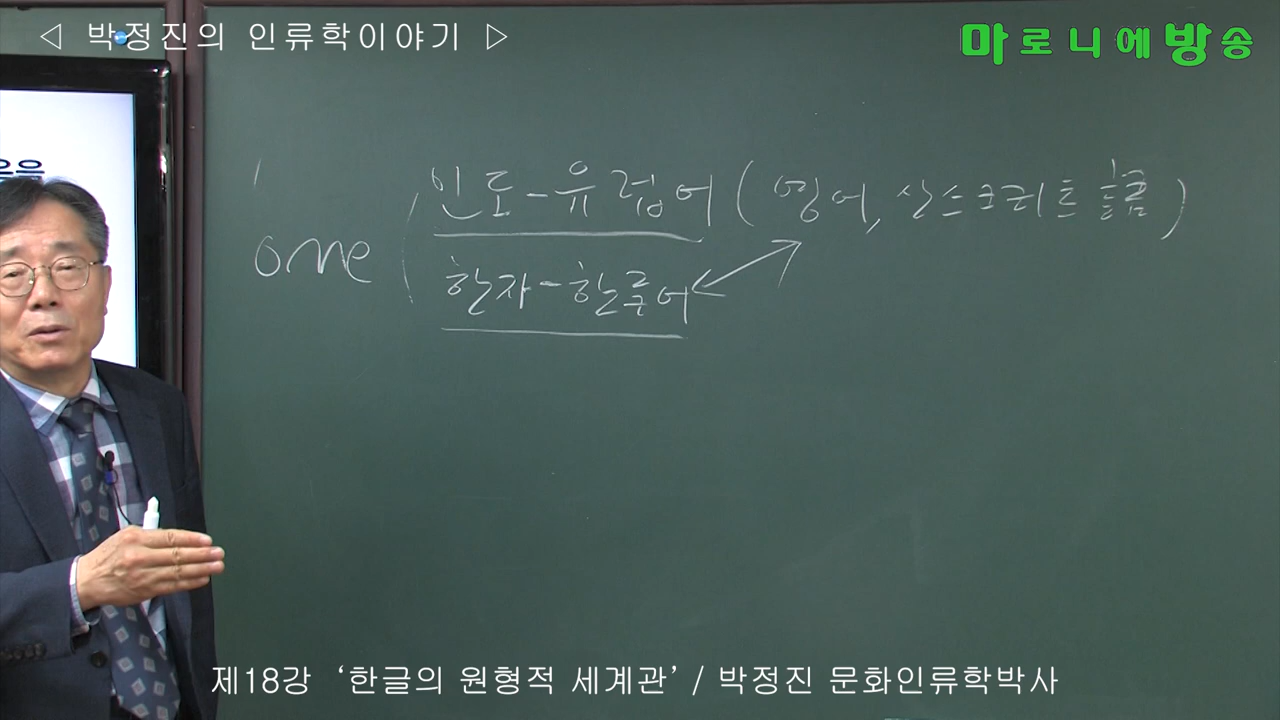 ◁ 박정진의 인류학이야기 ▷
마로니에방송
은을
인도-유럽어 (영어, 산스크리트語)
one
한자-한글어
제18강 ‘한글의 원형적 세계관’ / 박정진 문화인류학박사